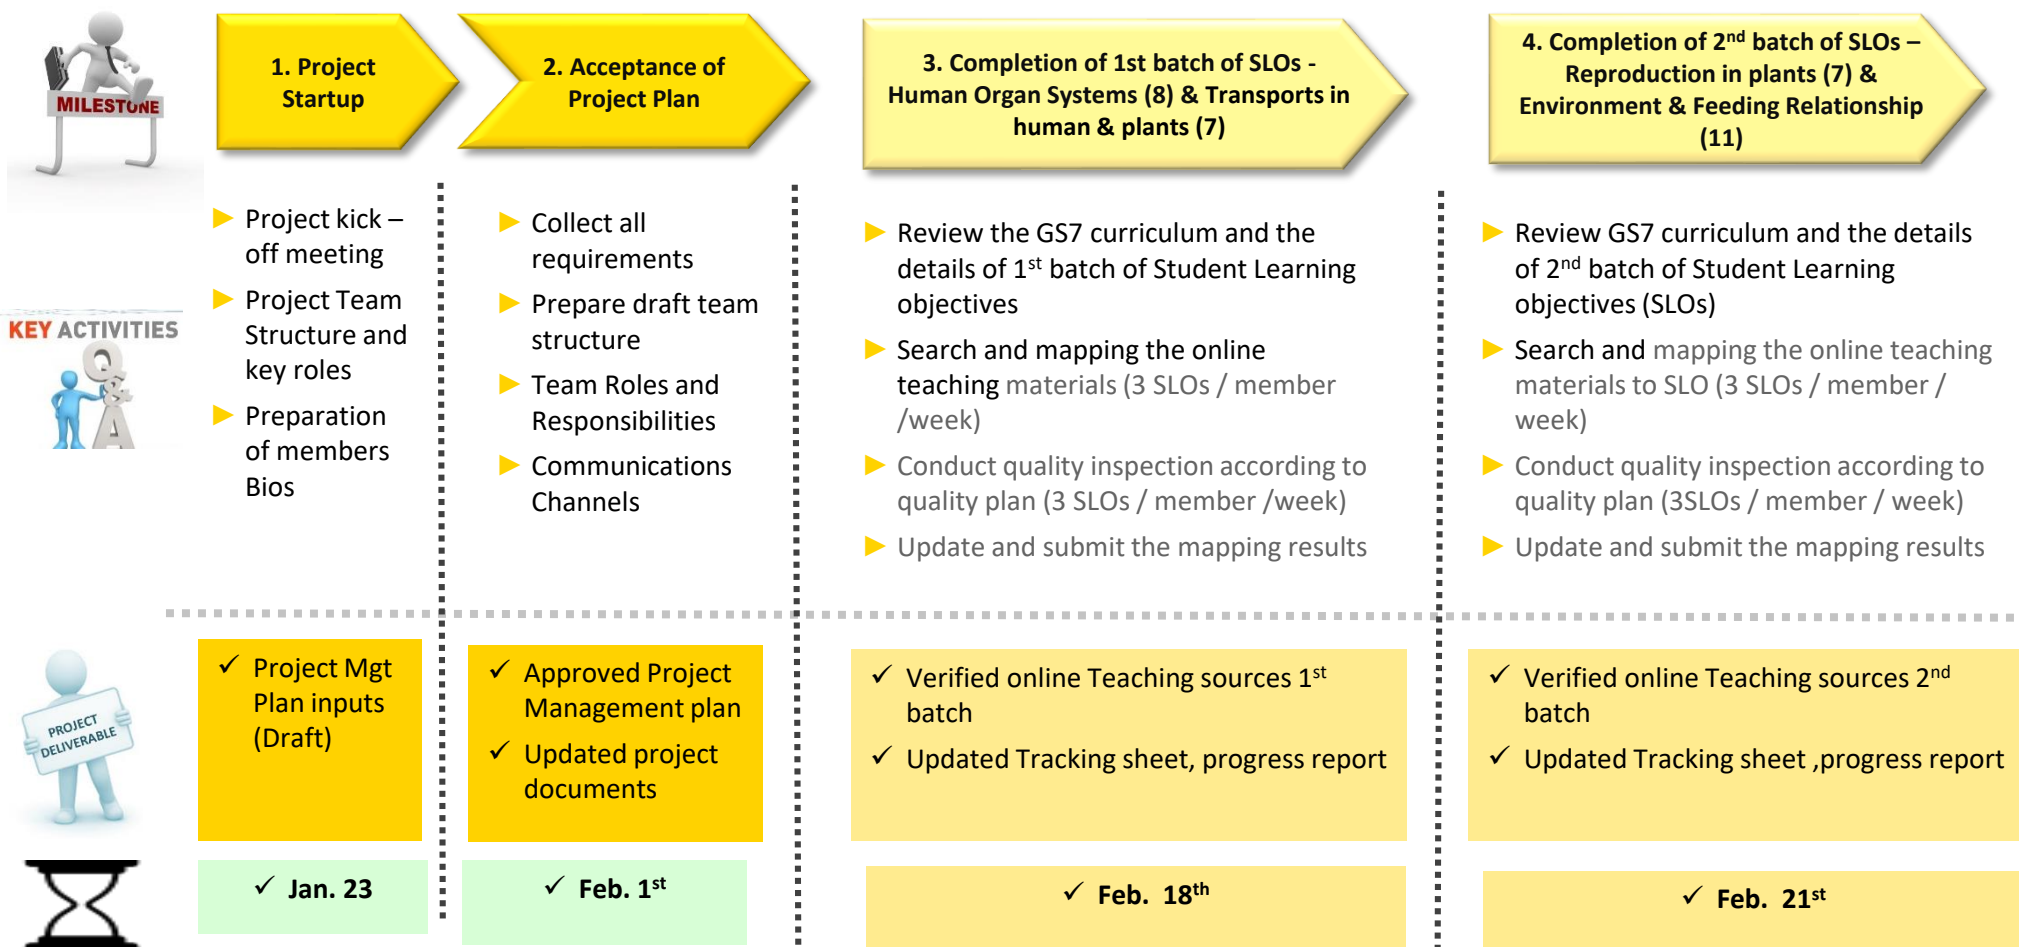 MILESTONE
1. Project
Startup
2. Acceptance of
Project Plan
3. Completion of 1st batch of SLOs -
Human Organ Systems (8) & Transports in
human & plants (7)
4. Completion of 2nd batch of SLOs –
Reproduction in plants (7) &
Environment & Feeding Relationship
(11)
KEY ACTIVITIES
Q&A
► Project kick –
off meeting
► Project Team
Structure and
key roles
► Preparation
of members
Bios
► Collect all
requirements
► Prepare draft team
structure
► Team Roles and
Responsibilities
► Communications
Channels
► Review the GS7 curriculum and the
details of 1st batch of Student Learning
objectives
► Search and mapping the online
teaching materials (3 SLOs / member
/week)
► Conduct quality inspection according to
quality plan (3 SLOs / member /week)
► Update and submit the mapping results
► Review GS7 curriculum and the details
of 2nd batch of Student Learning
objectives (SLOs)
► Search and mapping the online teaching
materials to SLO (3 SLOs / member /
week)
► Conduct quality inspection according to
quality plan (3SLOs / member / week)
► Update and submit the mapping results
PROJECT
DELIVERABLE
✓ Project Mgt
Plan inputs
(Draft)
✓ Approved Project
Management plan
✓ Updated project
documents
✓ Verified online Teaching sources 1st
batch
✓ Updated Tracking sheet, progress report
✓ Verified online Teaching sources 2nd
batch
✓ Updated Tracking sheet ,progress report
✓ Jan. 23
✓ Feb. 1st
✓ Feb. 18th
✓ Feb. 21st